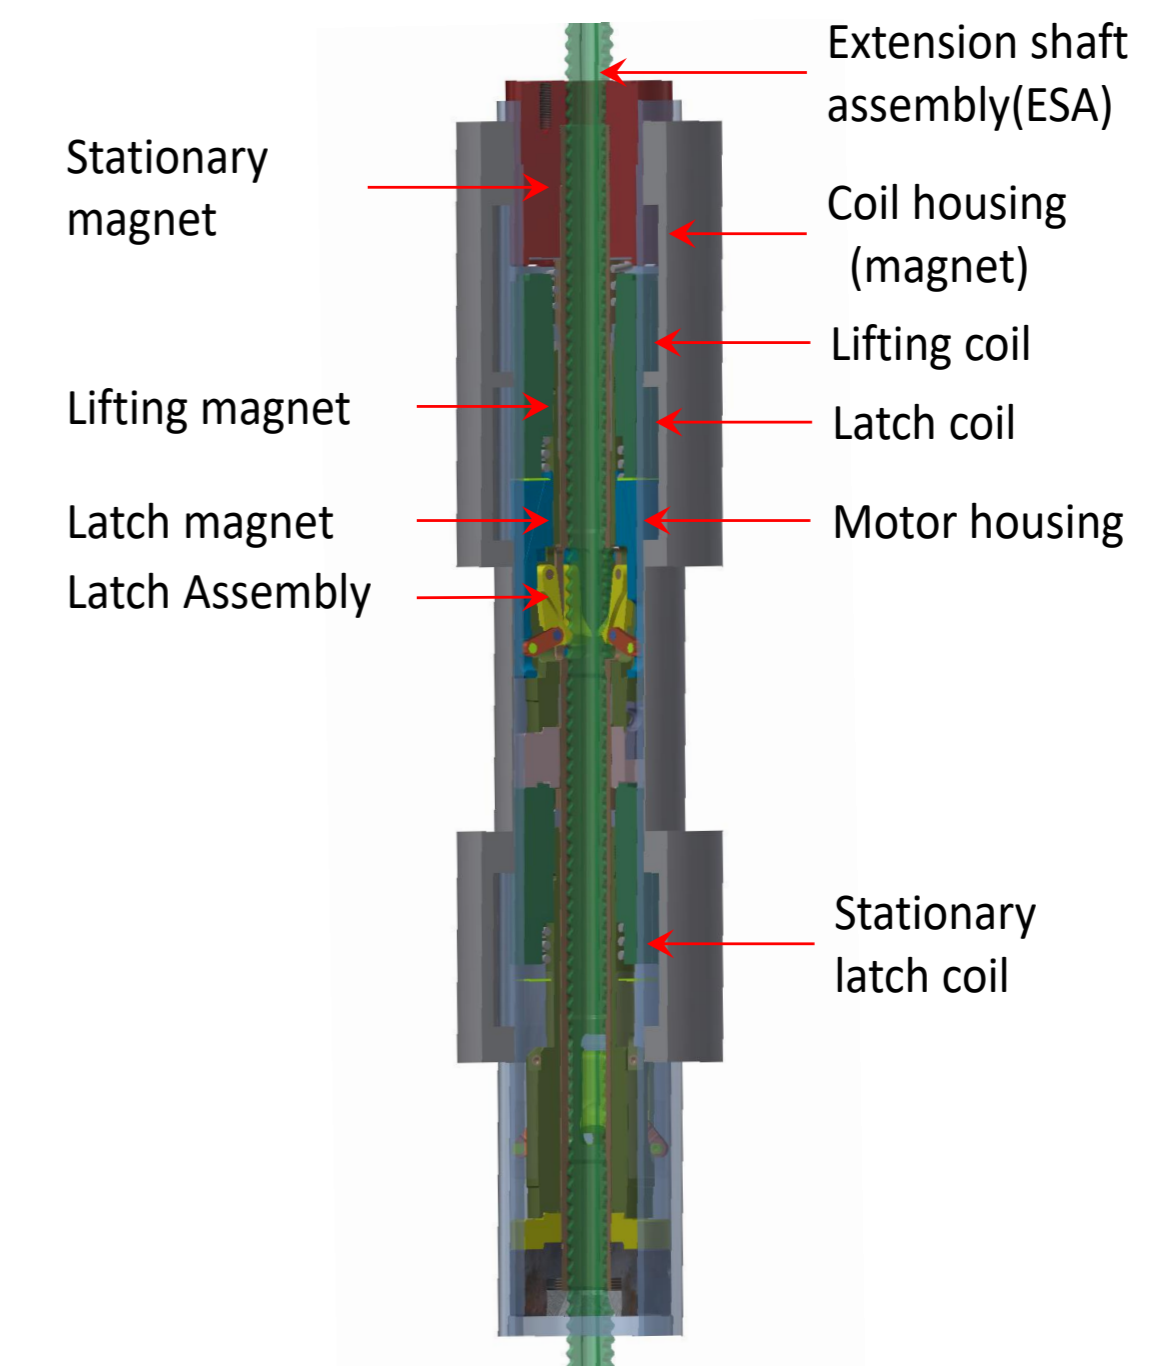 Extension shaft
assembly(ESA)
Stationary
magnet
Coil housing
(magnet)
Lifting coil
Lifting magnet
Latch coil
Latch magnet
Motor housing
Latch Assembly
Stationary
latch coil